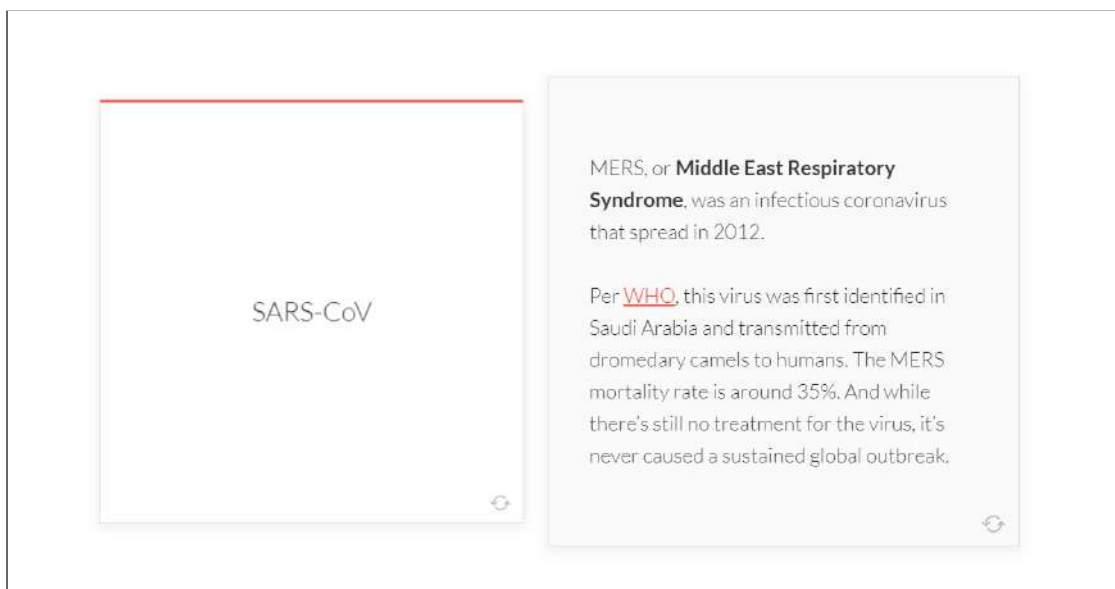 SARS-CoV
MERS, or Middle East Respiratory
Syndrome, was an infectious coronavirus
that spread in 2012.
Per WHO, this virus was first identified in
Saudi Arabia and transmitted from
dromedary camels to humans. The MERS
mortality rate is around 35%. And while
there's still no treatment for the virus, it's
never caused a sustained global outbreak.